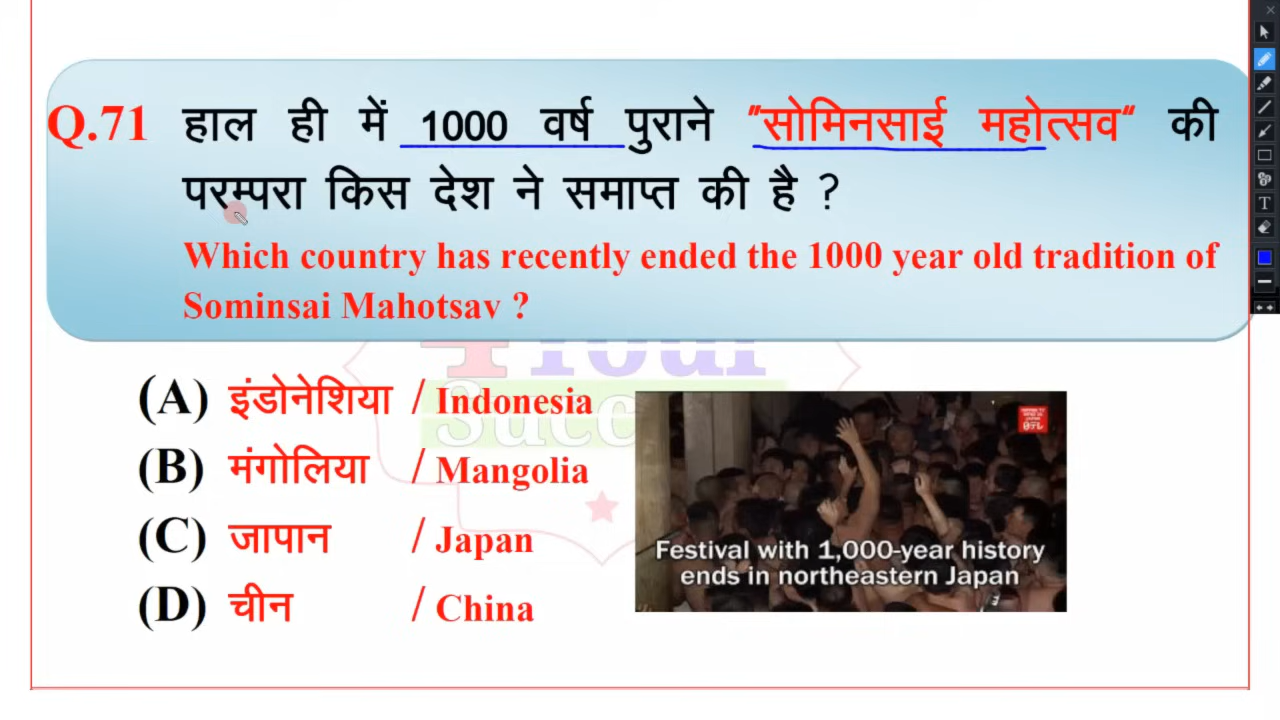 Q.71 हाल ही में 1000 वर्ष पुराने "सोमिनसाई महोत्सव" की
परम्परा किस देश ने समाप्त की है ?
Which country has recently ended the 1000 year old tradition of
Sominsai Mahotsav ?
(A) इंडोनेशिया / Indonesia
(B) मंगोलिया / Mangolia
(C) जापान / Japan
(D) चीन / China
Festival with 1,000-year history
ends in northeastern Japan